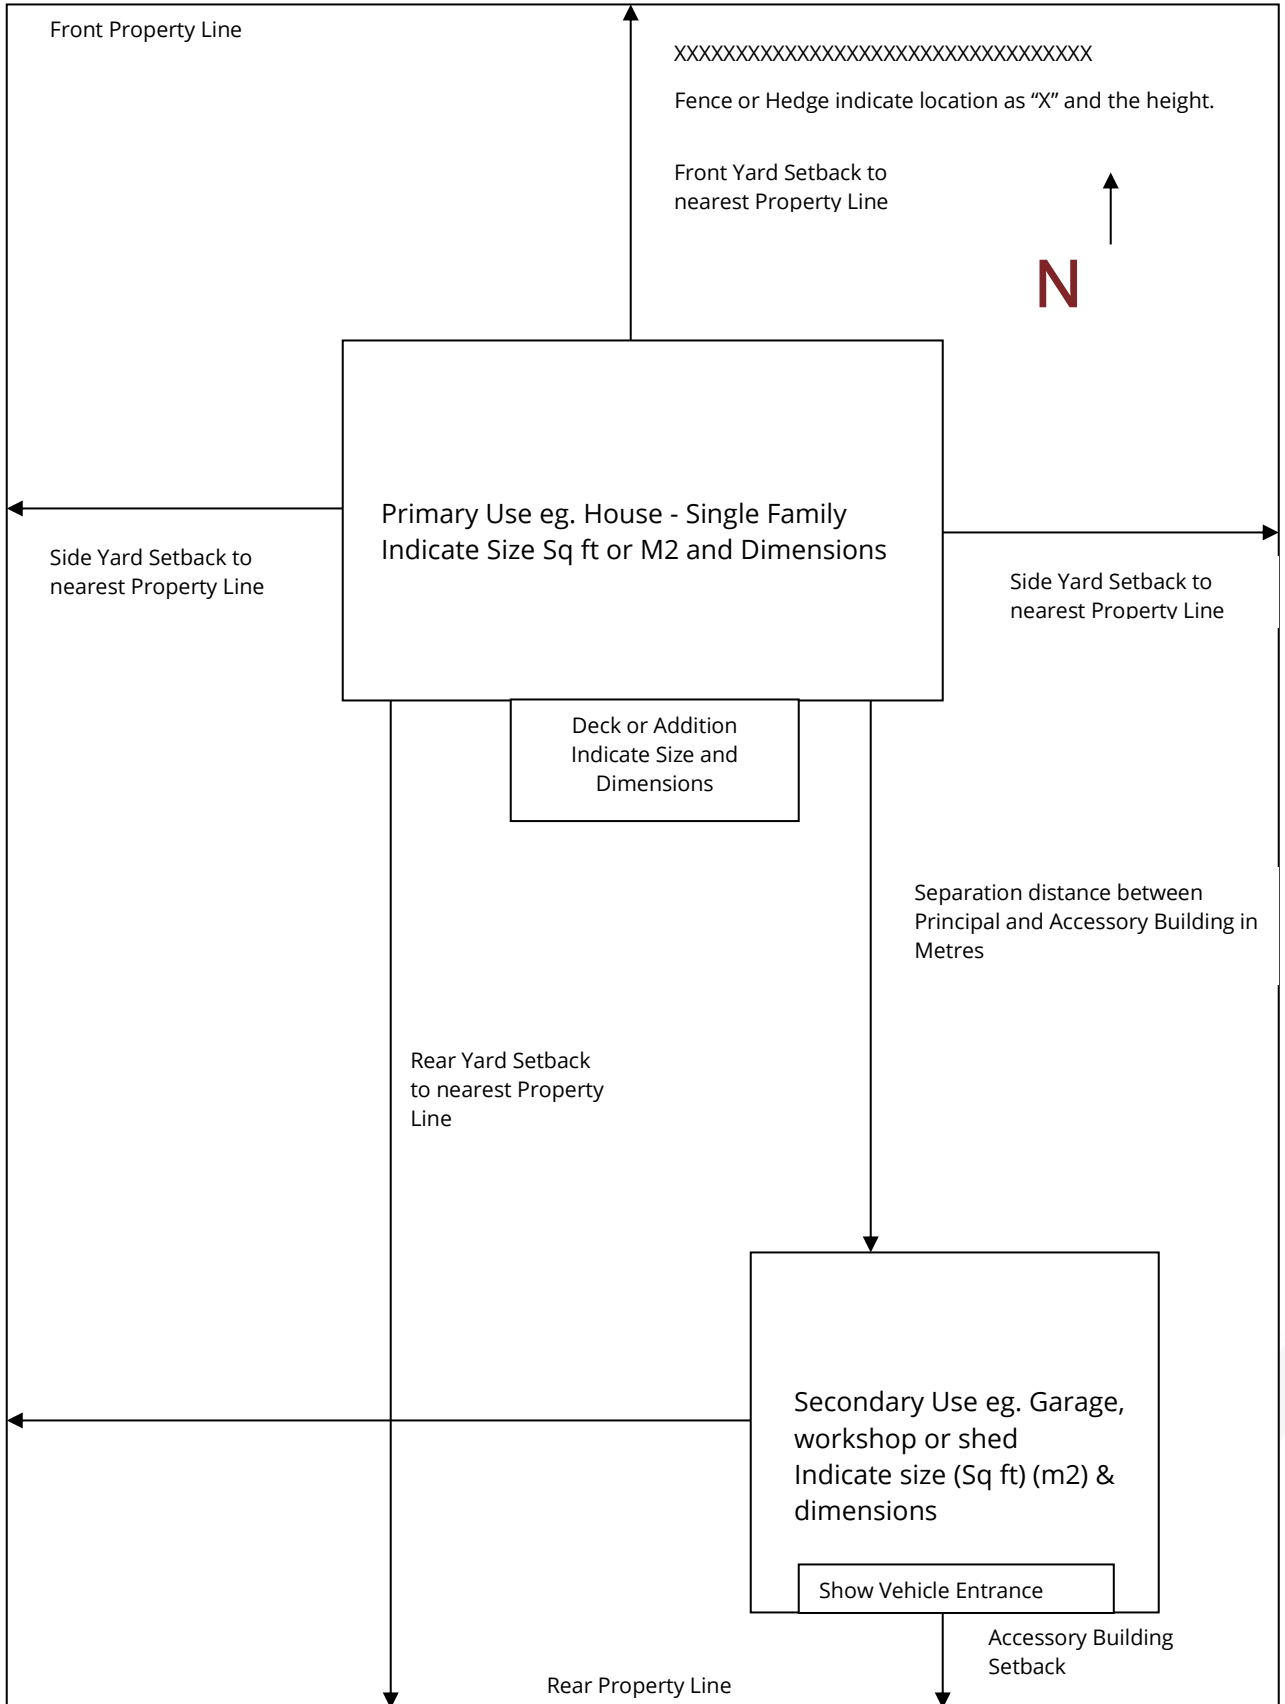 Front Property Line
XXXXXXXXXXXXXXXXXXXXXXXXXXXXXXXXXX
Fence or Hedge indicate location as “X” and the height.
Front Yard Setback to
nearest Property Line
N
Primary Use eg. House - Single Family
Indicate Size Sq ft or M2 and Dimensions
Side Yard Setback to
nearest Property Line
Side Yard Setback to
nearest Property Line
Deck or Addition
Indicate Size and
Dimensions
Separation distance between
Principal and Accessory Building in
Metres
Rear Yard Setback
to nearest Property
Line
Secondary Use eg. Garage,
workshop or shed
Indicate size (Sq ft) (m2) &
dimensions
Show Vehicle Entrance
Accessory Building
Setback
Rear Property Line